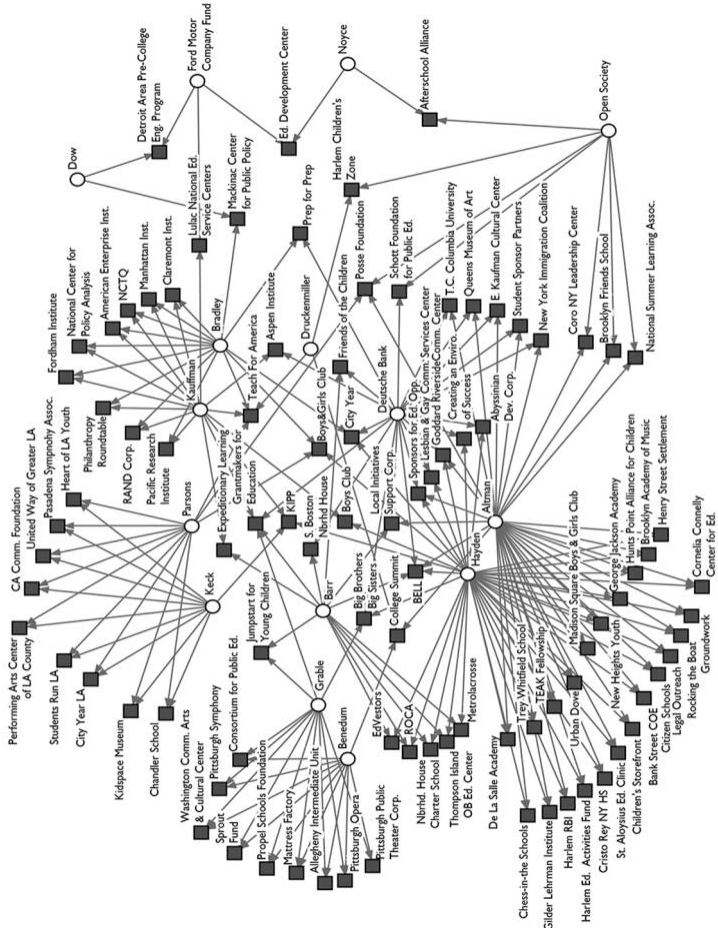 Dow
Ford Motor
Company Fund
Noyce
Detroit Area Pre-College
Eng. Program
Ed. Development Center
Afterschool Alliance
Open Society
Lulac National Ed.
Service Centers
Mackinac Center
for Public Policy
Prep for Prep
Harlem Children's
Zone
Fordham Institute
National Center for
Policy Analysis
American Enterprise Inst.
NCTQ
Manhattan Inst.
Claremont Inst.
Bradley
Aspen Institute
Druckenmiller
Posse Foundation
Schott Foundation
for Public Ed.
T.C. Columbia University
Queens Museum of Art
E. Kaufman Cultural Center
Student Sponsor Partners
New York Immigration Coalition
Coro NY Leadership Center
Brooklyn Friends School
National Summer Learning Assoc.
Philanthropy
Roundtable
RAND Corp.
Pacific Research
Institute
Kauffman
Teach For America
Friends of the Children
Boys&Girls Club
City Year
Deutsche Bank
Sponsors for Ed. Opp.
Lesbian & Gay Comm. Services Center
Goddard RiversideComm. Center
Creating an Enviro.
of Success
Abyssinian
Dev. Corp.
CA Comm. Foundation
United Way of Greater LA
Pasadena Sympnohy Assoc.
Heart of LA Youth
Parsons
Expeditionary Learning
Grantmakers for
Education
KIPP
S. Boston
Nbrhd House
Boys Club
Local Initiatives
Support Corp.
Altman
Performing Arts Center
of LA County
Students Run LA
City Year LA
Kidspace Museum
Chandler School
Keck
Jumpstart for
Young Children
Barr
Big Brothers
Big Sisters
College Summit
BELL
Hayden
Madison Square Boys & Girls Club
George Jackson Academy
Hunts Point Alliance for Children
Brooklyn Academy of Music
Henry Street Settlement
Cornelia Connelly
Center for Ed.
Washington Comm. Arts
& Cultural Center
Pittsburgh Symphony
Consortium for Public Ed.
Sprout
Fund
Propel Schools Foundation
Mattress Factory
Allegheny Intermediate Unit
Pittsburgh Opera
Pittsburgh Public
Theater Corp.
Grable
Benedum
EdVestors
ROCA
Nbrhd. House
Charter School
Thompson Island
OB Ed. Center
Metrolacrosse
De La Salle Academy
Trey Whitfield School
TEAK Fellowship
Urban Dove
New Heights Youth
Groundwork
Rocking the Boat
Legal Outreach
Citizen Schools
Bank Street COE
Children's Storefront
St. Aloysius Ed. Clinic
Cristo Rey NY HS
Harlem Ed. Activities Fund
Harlem RBI
Gilder Lehrman Institute
Chess-in-the Schools